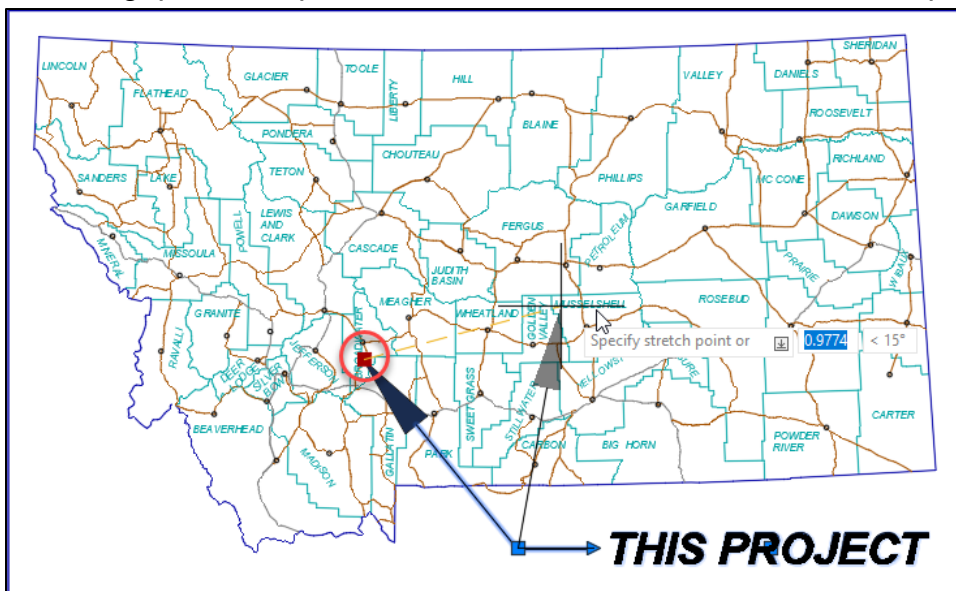 SHERIDAN
LINCOLN
GLACIER
TOOLE
LIBERTY
HILL
VALLEY
DANIELS
FLATHEAD
ROOSEVELT
BLAINE
PONDERA
CHOUTEAU
PHILLIPS
RICHLAND
SANDERS
LAKE
TETON
MC CONE
GARFIELD
DAWSON
POWELL
LEWIS
AND
CLARK
FERGUS
PETROLEUM
MINERAL
MISSOULA
CASCADE
JUDITH
BASIN
PRAIRIE
WIBAUX
MEAGHER
WHEATLAND
GOLDEN
VALLEY
MUSSELSHELL
ROSEBUD
GRANITE
RAVALLI
JEFFERSON
Specify stretch point or
0.9774
< 15°
DEER
LODGE
SILVER
BOW
SWEET GRASS
STILLWATER
CARTER
BEAVERHEAD
MADISON
GALLATIN
PARK
CARBON
BIG HORN
POWDER
RIVER
THIS PROJECT